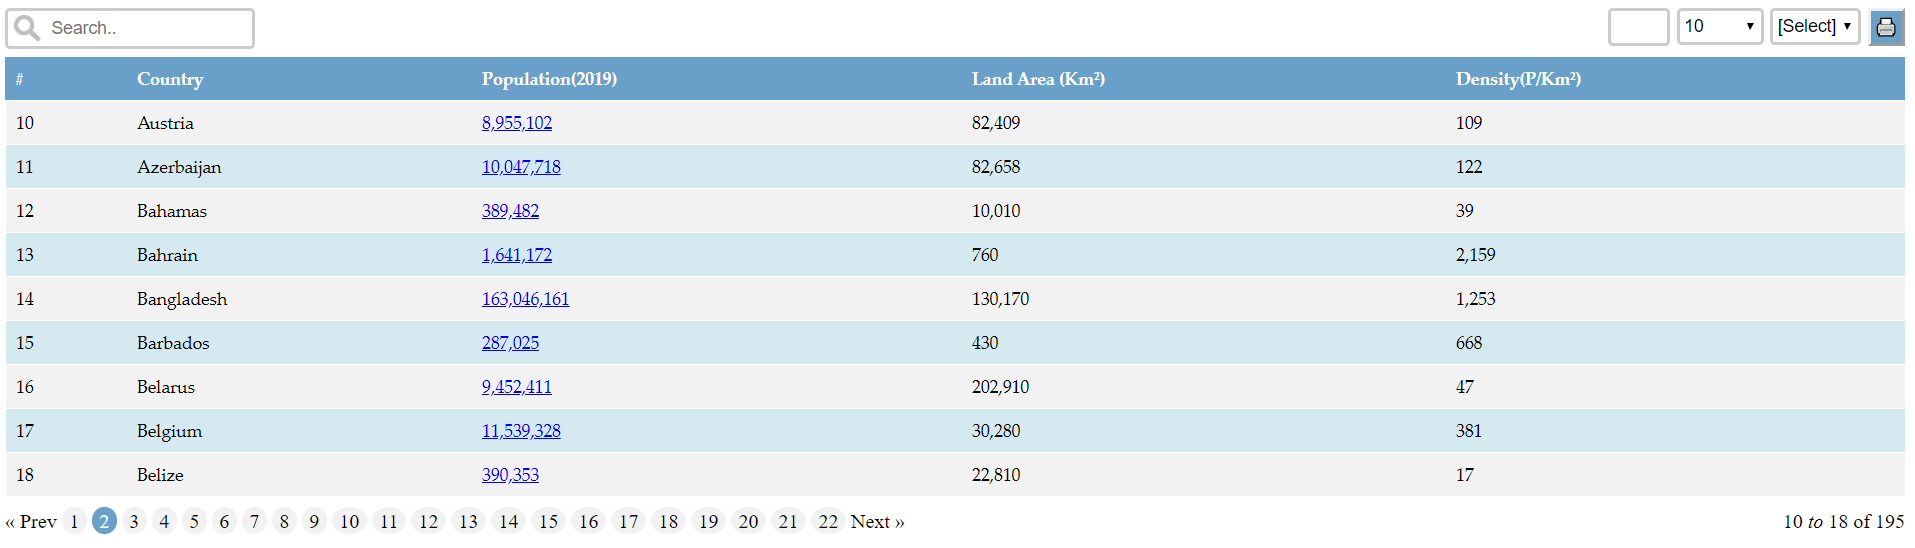 Search.. 10 [Select]
# Country Population(2019) Land Area (Km²) Density(P/Km²)
10 Austria 8,955,102 82,409 109
11 Azerbaijan 10,047,718 82,658 122
12 Bahamas 389,482 10,010 39
13 Bahrain 1,641,172 760 2,159
14 Bangladesh 163,046,161 130,170 1,253
15 Barbados 287,025 430 668
16 Belarus 9,452,411 202,910 47
17 Belgium 11,539,328 30,280 381
18 Belize 390,353 22,810 17
« Prev 1 2 3 4 5 6 7 8 9 10 11 12 13 14 15 16 17 18 19 20 21 22 Next » 10 to 18 of 195